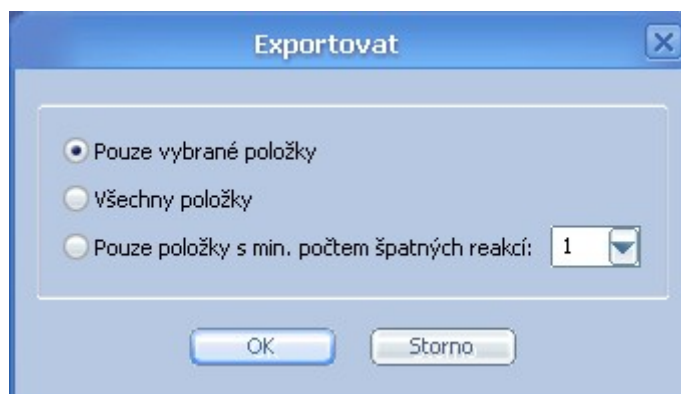 Exportovat
Pouze vybrané položky
Všechny položky
Pouze položky s min. počtem špatných reakcí: 1
OK Storno